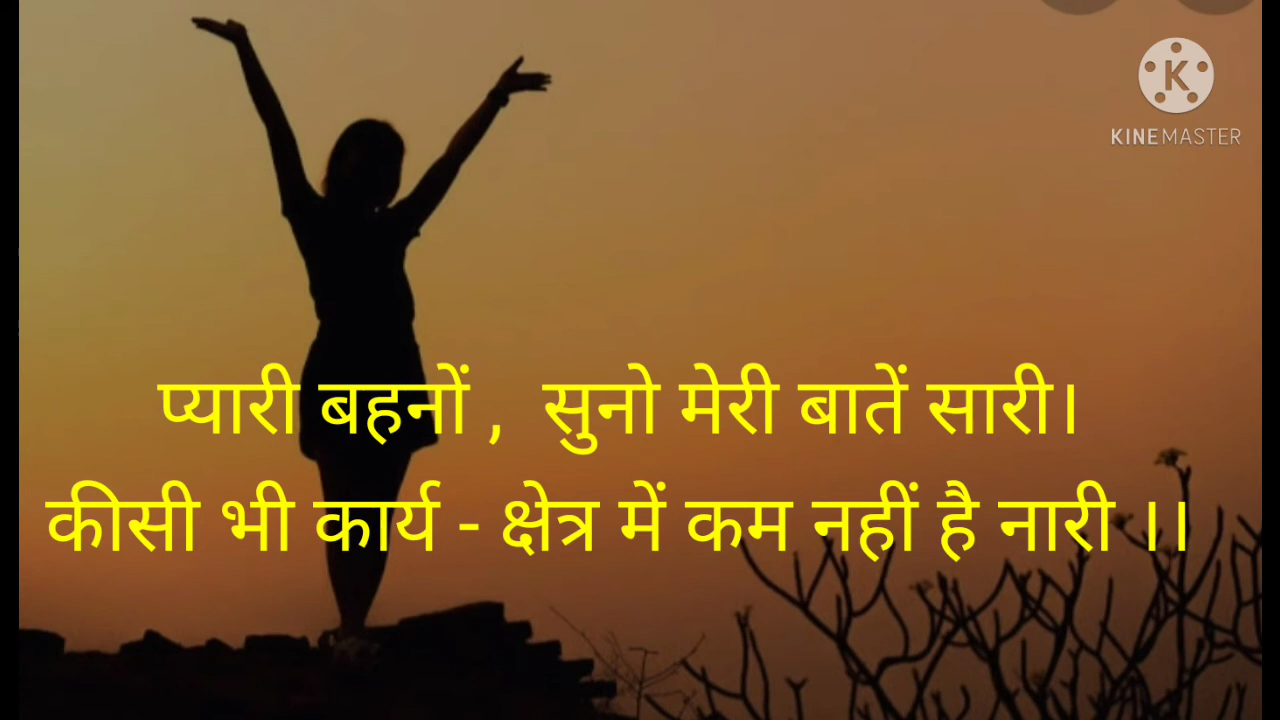 KINEMASTER
प्यारी बहनों , सुनो मेरी बातें सारी।
कीसी भी कार्य - क्षेत्र में कम नहीं है नारी ।।